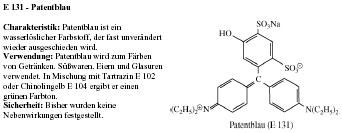 E 131 - Patentblau
Charakteristik: Patentblau ist ein
wasserlöslicher Farbstoff, der fast unverändert
wieder ausgeschieden wird.
Verwendung: Patentblau wird zum Färben
von Getränken. Süßwaren. Eiern und Glasuren
verwendet. In Mischung mit Tartrazin E 102
oder Chinolingelb E 104 ergibt er einen
grünen Farbton.
Sicherheit: Bisher wurden keine
Nebenwirkungen festgestellt.
SO₃Na
HO
SO₃⊖
C
(C₂H₅)₂N⊕
N(C₂H₅)₂
Patentblau (E 131)